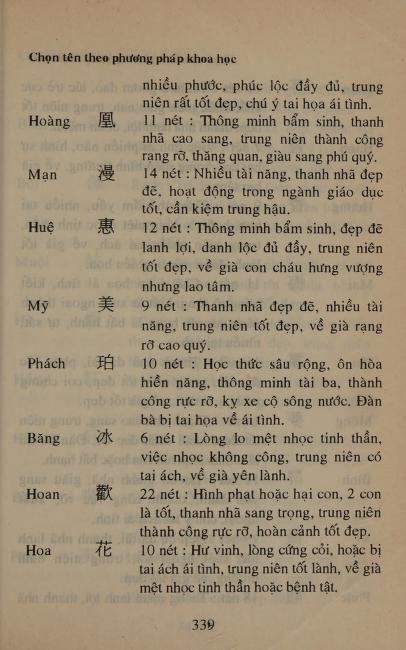 Chọn tên theo phương pháp khoa học
nhiều phước, phúc lộc đầy đủ, trung
niên rất tốt đẹp, chú ý tai họa ái tình.
Hoàng 凰 11 nét : Thông minh bẩm sinh, thanh
nhã cao sang, trung niên thành công
rạng rỡ, thăng quan, giàu sang phú quý.
Mạn 漫 14 nét : Nhiều tài năng, thanh nhã đẹp
đẽ, hoạt động trong ngành giáo dục
tốt, cần kiệm trung hậu.
Huệ 惠 12 nét : Thông minh bẩm sinh, đẹp đẽ
lanh lợi, danh lộc đủ đầy, trung niên
tốt đẹp, về già con cháu hưng vượng
nhưng lao tâm.
Mỹ 美 9 nét : Thanh nhã đẹp đẽ, nhiều tài
năng, trung niên tốt đẹp, về già rạng
rỡ cao quý.
Phách 珀 10 nét : Học thức sâu rộng, ôn hòa
hiền năng, thông minh tài ba, thành
công rực rỡ, kỵ xe cộ sông nước. Đàn
bà bị tai họa về ái tình.
Băng 冰 6 nét : Lòng lo mệt nhọc tinh thần,
việc nhọc không công, trung niên có
tai ách, về già yên lành.
Hoan 歡 22 nét : Hình phạt hoặc hại con, 2 con
là tốt, thanh nhã sang trọng, trung niên
thành công rực rỡ, hoàn cảnh tốt đẹp.
Hoa 花 10 nét : Hư vinh, lòng cứng cỏi, hoặc bị
tai ách ái tình, trung niên tốt lành, về già
mệt nhọc tinh thần hoặc bệnh tật.
339